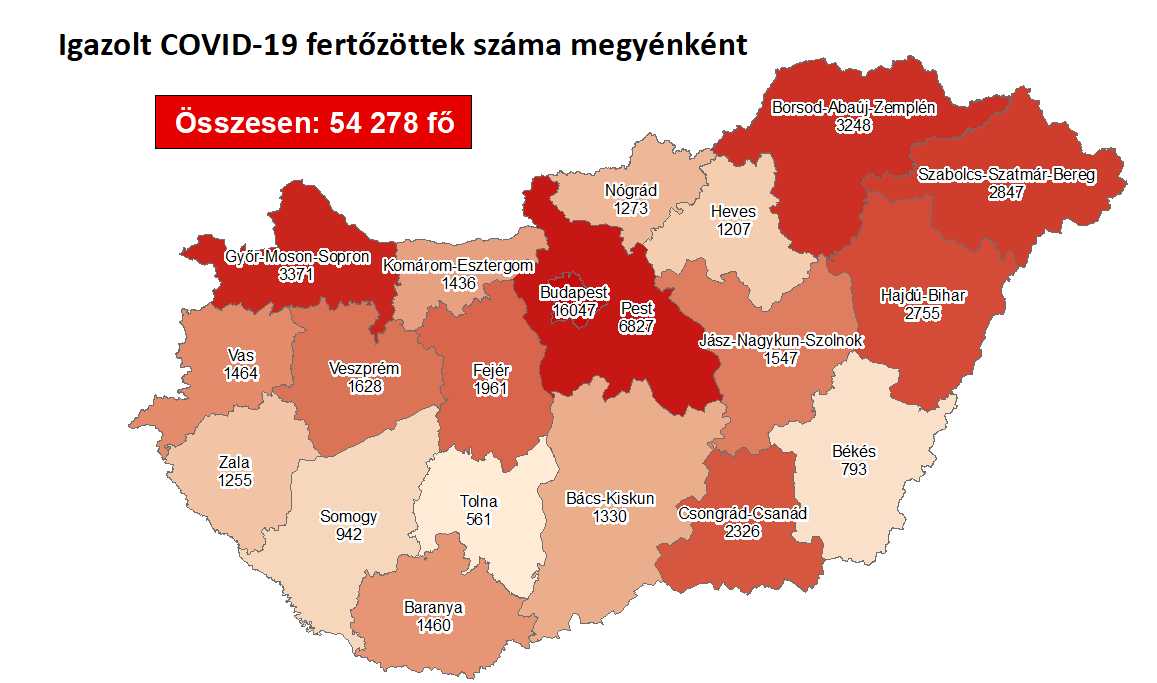 Igazolt COVID-19 fertőzöttek száma megyénként
Összesen: 54 278 fő
Borsod-Abaúj-Zemplén
3248
Szabolcs-Szatmár-Bereg
2847
Nógrád
1273
Heves
1207
Győr-Moson-Sopron
3371
Komárom-Esztergom
1436
Budapest
16047
Pest
6827
Hajdú-Bihar
2755
Jász-Nagykun-Szolnok
1547
Vas
1464
Veszprém
1628
Fejér
1961
Békés
793
Zala
1255
Tolna
561
Bács-Kiskun
1330
Somogy
942
Csongrád-Csanád
2326
Baranya
1460